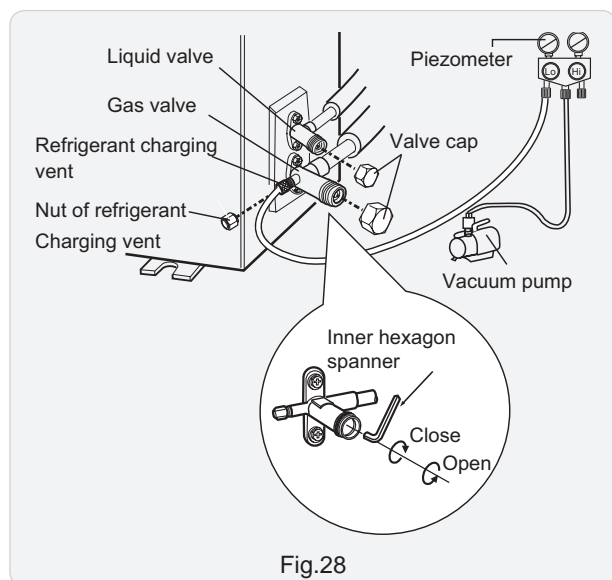 Liquid valve
Gas valve
Refrigerant charging
vent
Nut of refrigerant
Charging vent
Piezometer
Lo
Hi
Valve cap
Vacuum pump
Inner hexagon
spanner
Close
Open
Fig.28